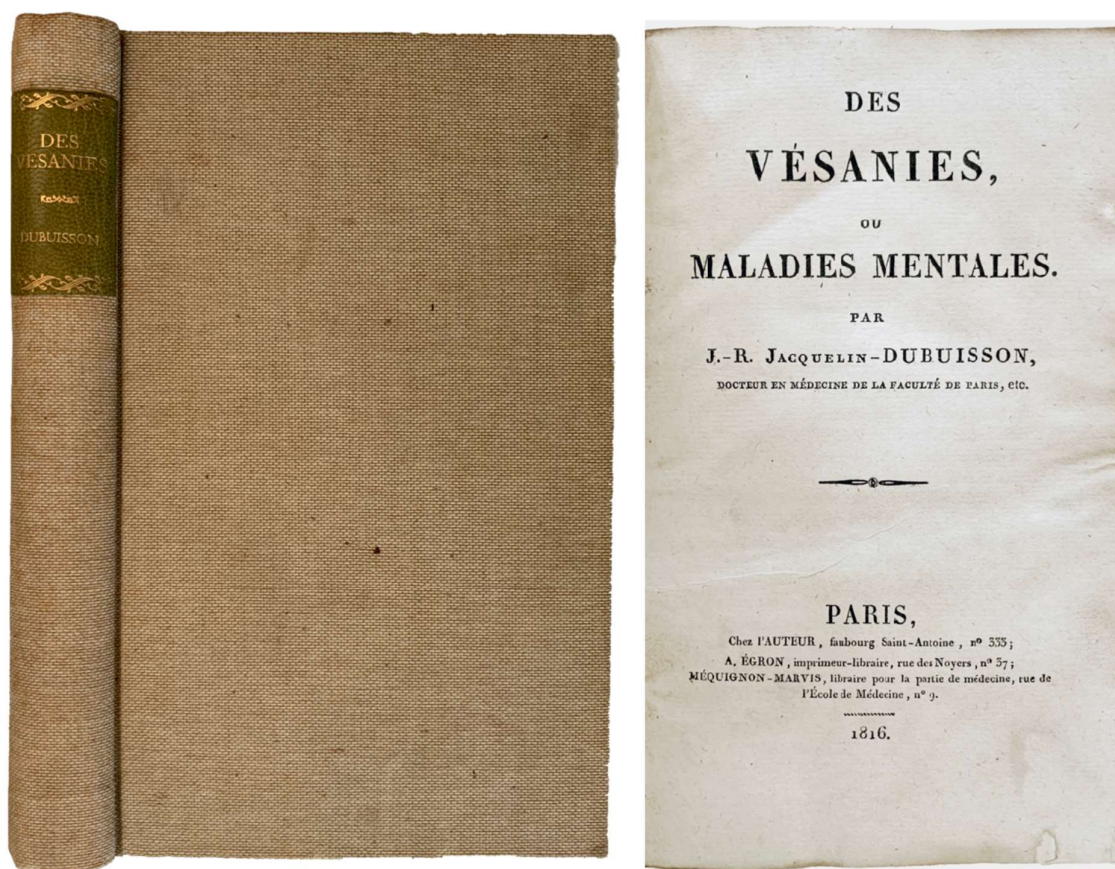 DES
VÉSANIES
DUBUISSON
DES
VÉSANIES,
OU
MALADIES MENTALES.
PAR
J.-R. JACQUELIN-DUBUISSON,
DOCTEUR EN MÉDECINE DE LA FACULTÉ DE PARIS, etc.
PARIS,
Chez l'AUTEUR, faubourg Saint-Antoine, nº 333;
A. ÉGRON, imprimeur-libraire, rue des Noyers, nº 37;
MÉQUIGNON-MARVIS, libraire pour la partie de médecine, rue de
l'École de Médecine, nº 9.
1816.